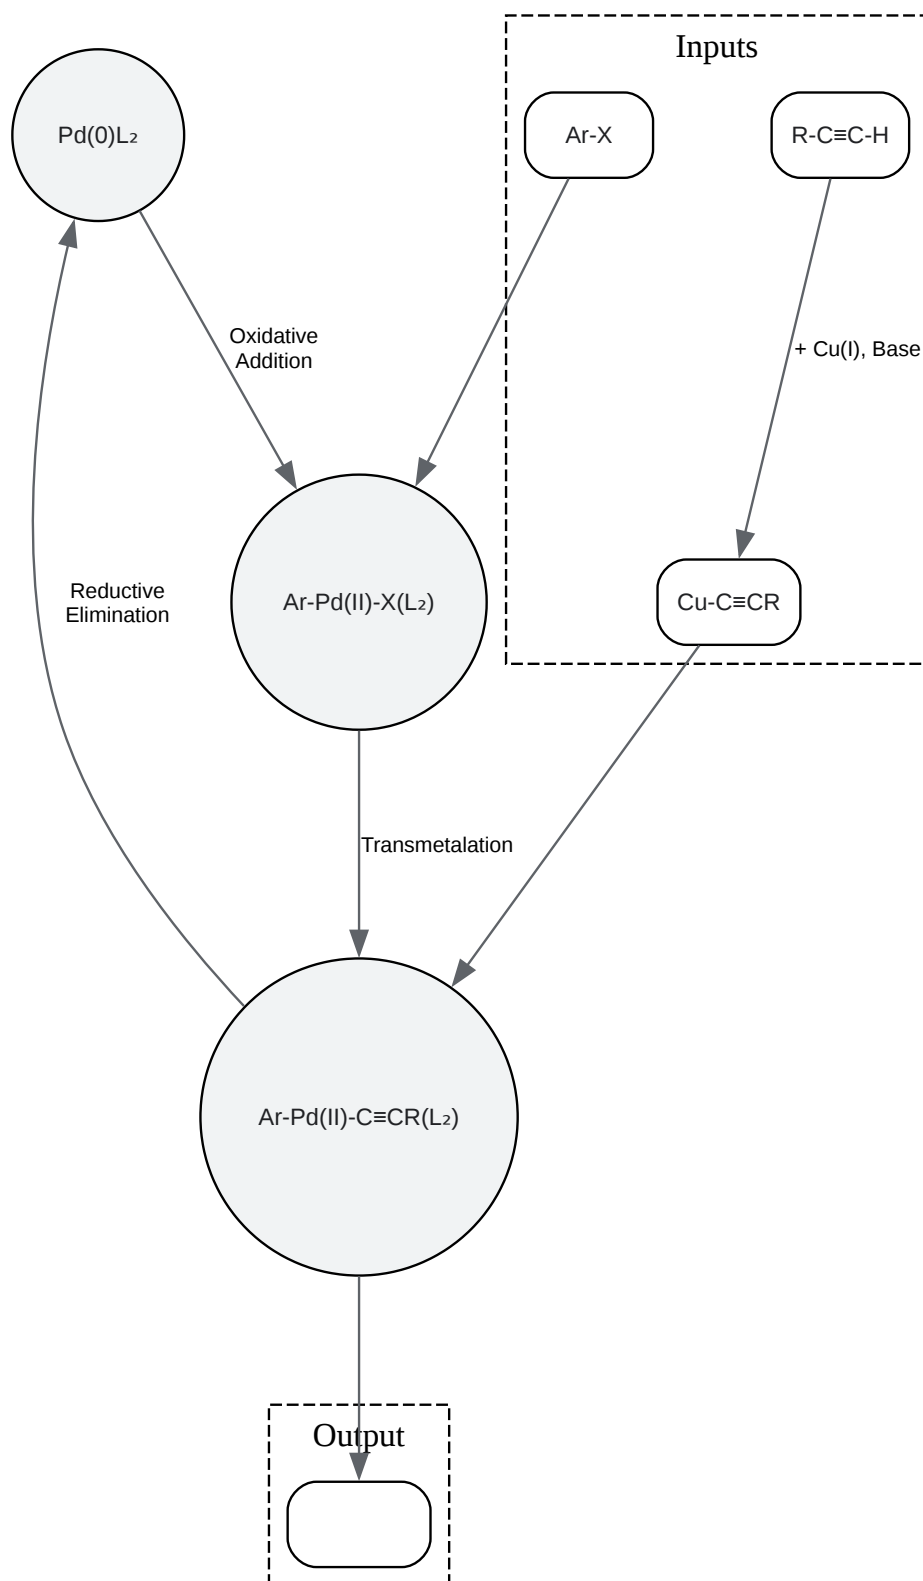 Inputs
Pd(0)L₂
Ar-X
R-C≡C-H
Oxidative
Addition
+ Cu(I), Base
Reductive
Elimination
Ar-Pd(II)-X(L₂)
Cu-C≡CR
Transmetalation
Ar-Pd(II)-C≡CR(L₂)
Output